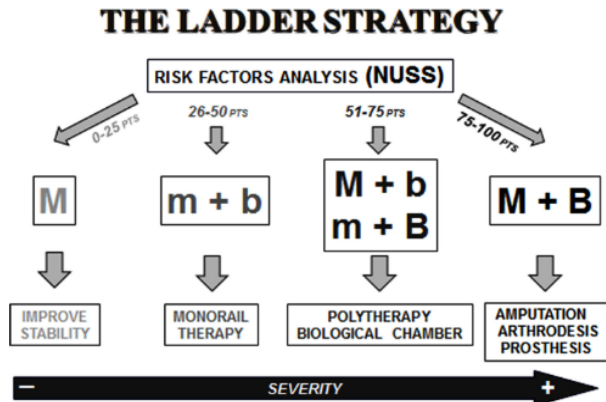 THE LADDER STRATEGY
RISK FACTORS ANALYSIS (NUSS)
0-25 PTS
26-50 PTS
51-75 PTS
75-100 PTS
M
m + b
M + b
m + B
M + B
IMPROVE
STABILITY
MONORAIL
THERAPY
POLYTHERAPY
BIOLOGICAL CHAMBER
AMPUTATION
ARTHRODESIS
PROSTHESIS
− SEVERITY +